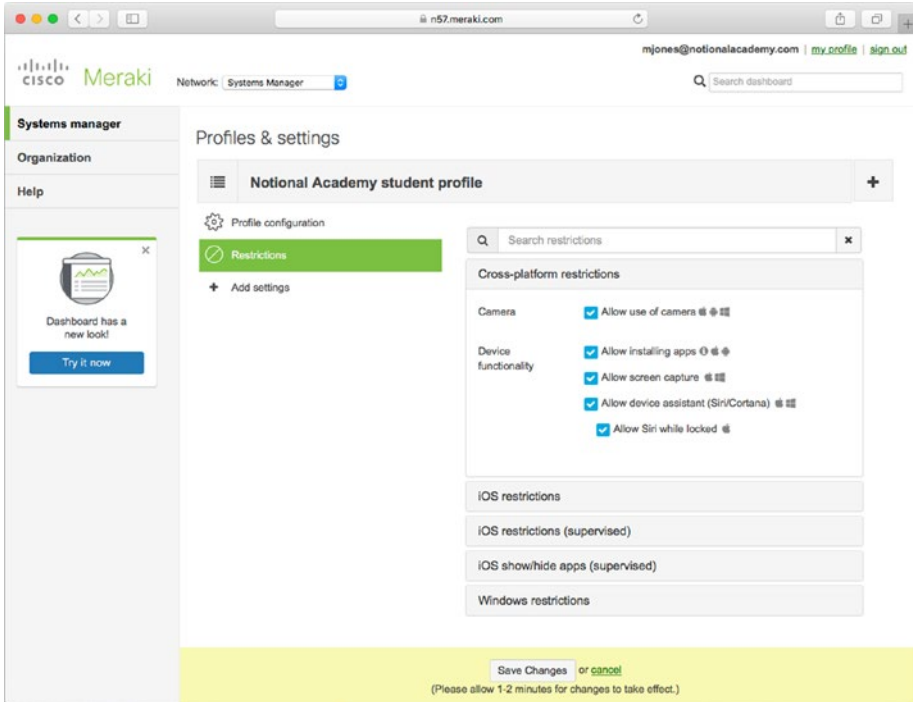 n57.meraki.com
mjones@notionalacademy.com | my profile | sign out
cisco Meraki
Network: Systems Manager
Search dashboard
Systems manager
Organization
Help
Dashboard has a
new look!
Try it now
Profiles & settings
Notional Academy student profile
Profile configuration
Restrictions
Add settings
Search restrictions
Cross-platform restrictions
Camera
Allow use of camera
Device
functionality
Allow installing apps
Allow screen capture
Allow device assistant (Siri/Cortana)
Allow Siri while locked
iOS restrictions
iOS restrictions (supervised)
iOS show/hide apps (supervised)
Windows restrictions
Save Changes or cancel
(Please allow 1-2 minutes for changes to take effect.)